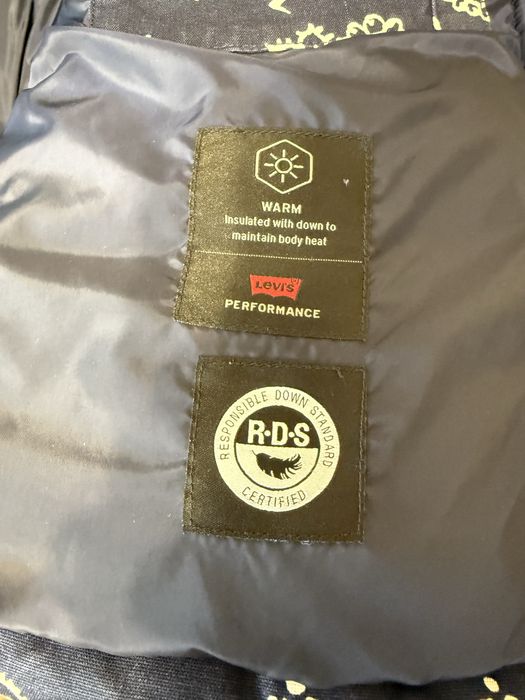 WARM
Insulated with down to
maintain body heat
Levi's
PERFORMANCE
RESPONSIBLE DOWN STANDARD
R·D·S
CERTIFIED